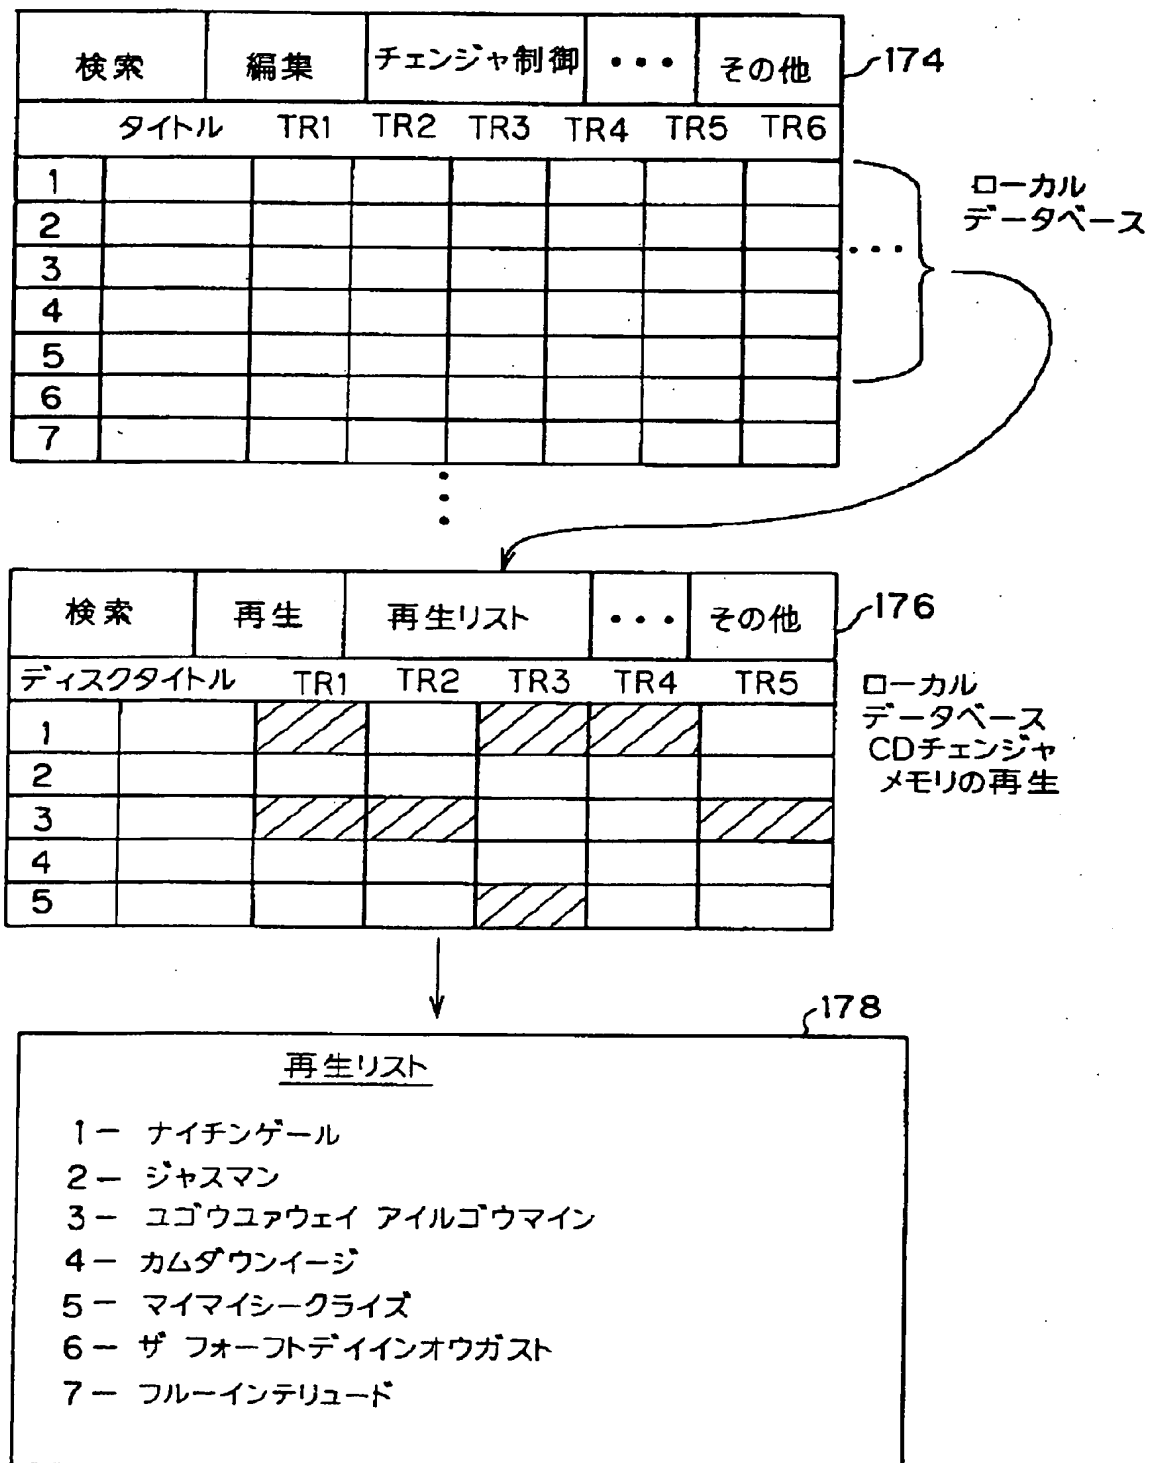 検索 編集 チェンジャ制御 ••• その他 174
タイトル TR1 TR2 TR3 TR4 TR5 TR6
1
2
3
4
5
6
7
ローカル
データベース
•••
検索 再生 再生リスト ••• その他 176
ディスクタイトル TR1 TR2 TR3 TR4 TR5
1
2
3
4
5
ローカル
データベース
CDチェンジャ
メモリの再生
178
再生リスト
1ー ナイチンゲール
2ー ジャスマン
3ー ユゴウユアウェイ アイルゴウマイン
4ー カムダウンイージ
5ー マイマイシークライズ
6ー ザ フォーフトデイインオウガスト
7ー フルーインテリュード